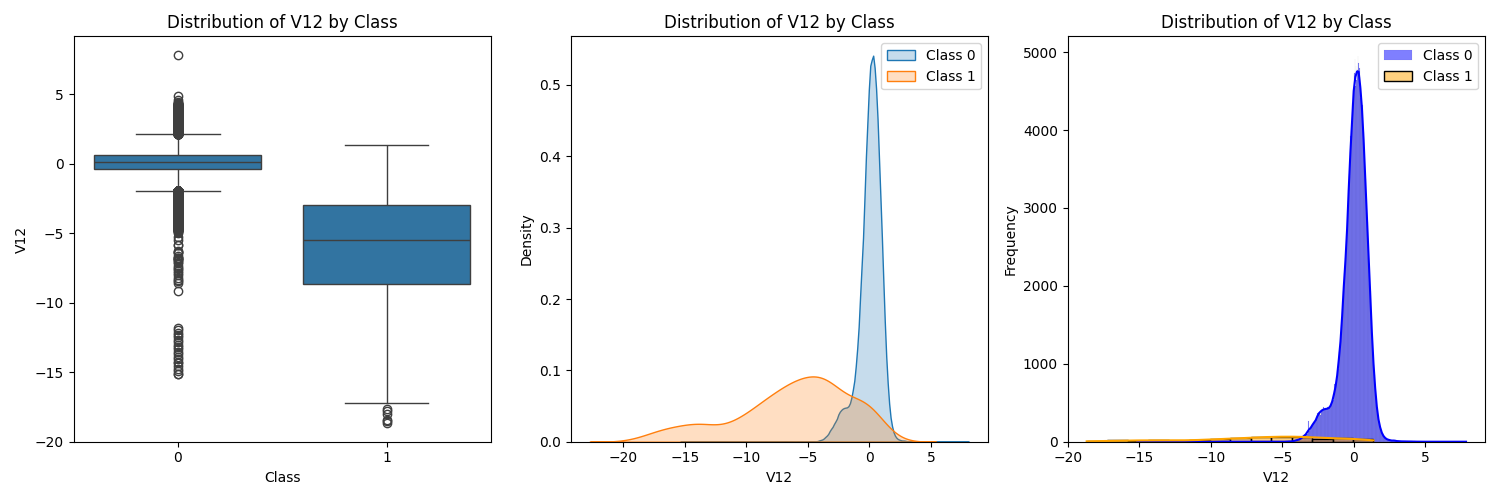 Distribution of V12 by Class
5
0
−5
−10
−15
−20
V12
0
1
Class
Distribution of V12 by Class
Class 0
Class 1
0.5
0.4
0.3
0.2
0.1
0.0
Density
−20
−15
−10
−5
0
5
V12
Distribution of V12 by Class
Class 0
Class 1
5000
4000
3000
2000
1000
0
Frequency
−20
−15
−10
−5
0
5
V12